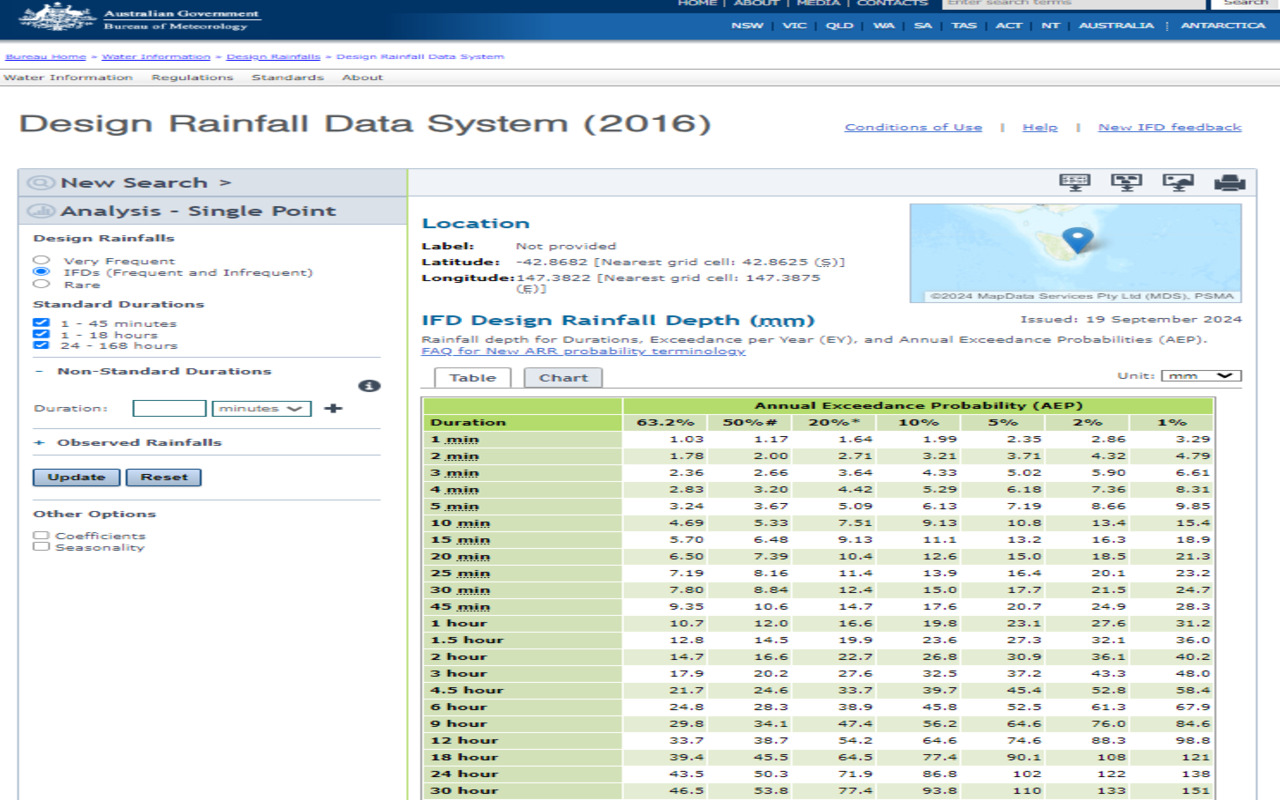 HOME | ABOUT | MEDIA | CONTACTS Enter search terms Search
Australian Government
Bureau of Meteorology
NSW | VIC | QLD | WA | SA | TAS | ACT | NT | AUSTRALIA | ANTARCTICA
Bureau Home » Water Information » Design Rainfalls » Design Rainfall Data System
Water Information Regulations Standards About
Design Rainfall Data System (2016)
Conditions of Use | Help | New IFD feedback
New Search >
Analysis - Single Point
Design Rainfalls
Very Frequent
IFDs (Frequent and Infrequent)
Rare
Standard Durations
1 - 45 minutes
1 - 18 hours
24 - 168 hours
- Non-Standard Durations
Duration: minutes +
+ Observed Rainfalls
Update Reset
Other Options
Coefficients
Seasonality
Location
Label: Not provided
Latitude: -42.8682 [Nearest grid cell: 42.8625 (S)]
Longitude:147.3822 [Nearest grid cell: 147.3875
(E)]
©2024 MapData Services Pty Ltd (MDS), PSMA
IFD Design Rainfall Depth (mm)
Issued: 19 September 2024
Rainfall depth for Durations, Exceedance per Year (EY), and Annual Exceedance Probabilities (AEP).
FAQ for New ARR probability terminology
Table Chart
Unit: mm
Annual Exceedance Probability (AEP)
Duration 63.2% 50%# 20%* 10% 5% 2% 1%
1 min 1.03 1.17 1.64 1.99 2.35 2.86 3.29
2 min 1.78 2.00 2.71 3.21 3.71 4.32 4.79
3 min 2.36 2.66 3.64 4.33 5.02 5.90 6.61
4 min 2.83 3.20 4.42 5.29 6.18 7.36 8.31
5 min 3.24 3.67 5.09 6.13 7.19 8.66 9.85
10 min 4.69 5.33 7.51 9.13 10.8 13.4 15.4
15 min 5.70 6.48 9.13 11.1 13.2 16.3 18.9
20 min 6.50 7.39 10.4 12.6 15.0 18.5 21.3
25 min 7.19 8.16 11.4 13.9 16.4 20.1 23.2
30 min 7.80 8.84 12.4 15.0 17.7 21.5 24.7
45 min 9.35 10.6 14.7 17.6 20.7 24.9 28.3
1 hour 10.7 12.0 16.6 19.8 23.1 27.6 31.2
1.5 hour 12.8 14.5 19.9 23.6 27.3 32.1 36.0
2 hour 14.7 16.6 22.7 26.8 30.9 36.1 40.2
3 hour 17.9 20.2 27.6 32.5 37.2 43.3 48.0
4.5 hour 21.7 24.6 33.7 39.7 45.4 52.8 58.4
6 hour 24.8 28.3 38.9 45.8 52.5 61.3 67.9
9 hour 29.8 34.1 47.4 56.2 64.6 76.0 84.6
12 hour 33.7 38.7 54.2 64.6 74.6 88.3 98.8
18 hour 39.4 45.5 64.5 77.4 90.1 108 121
24 hour 43.5 50.3 71.9 86.8 102 122 138
30 hour 46.5 53.8 77.4 93.8 110 133 151